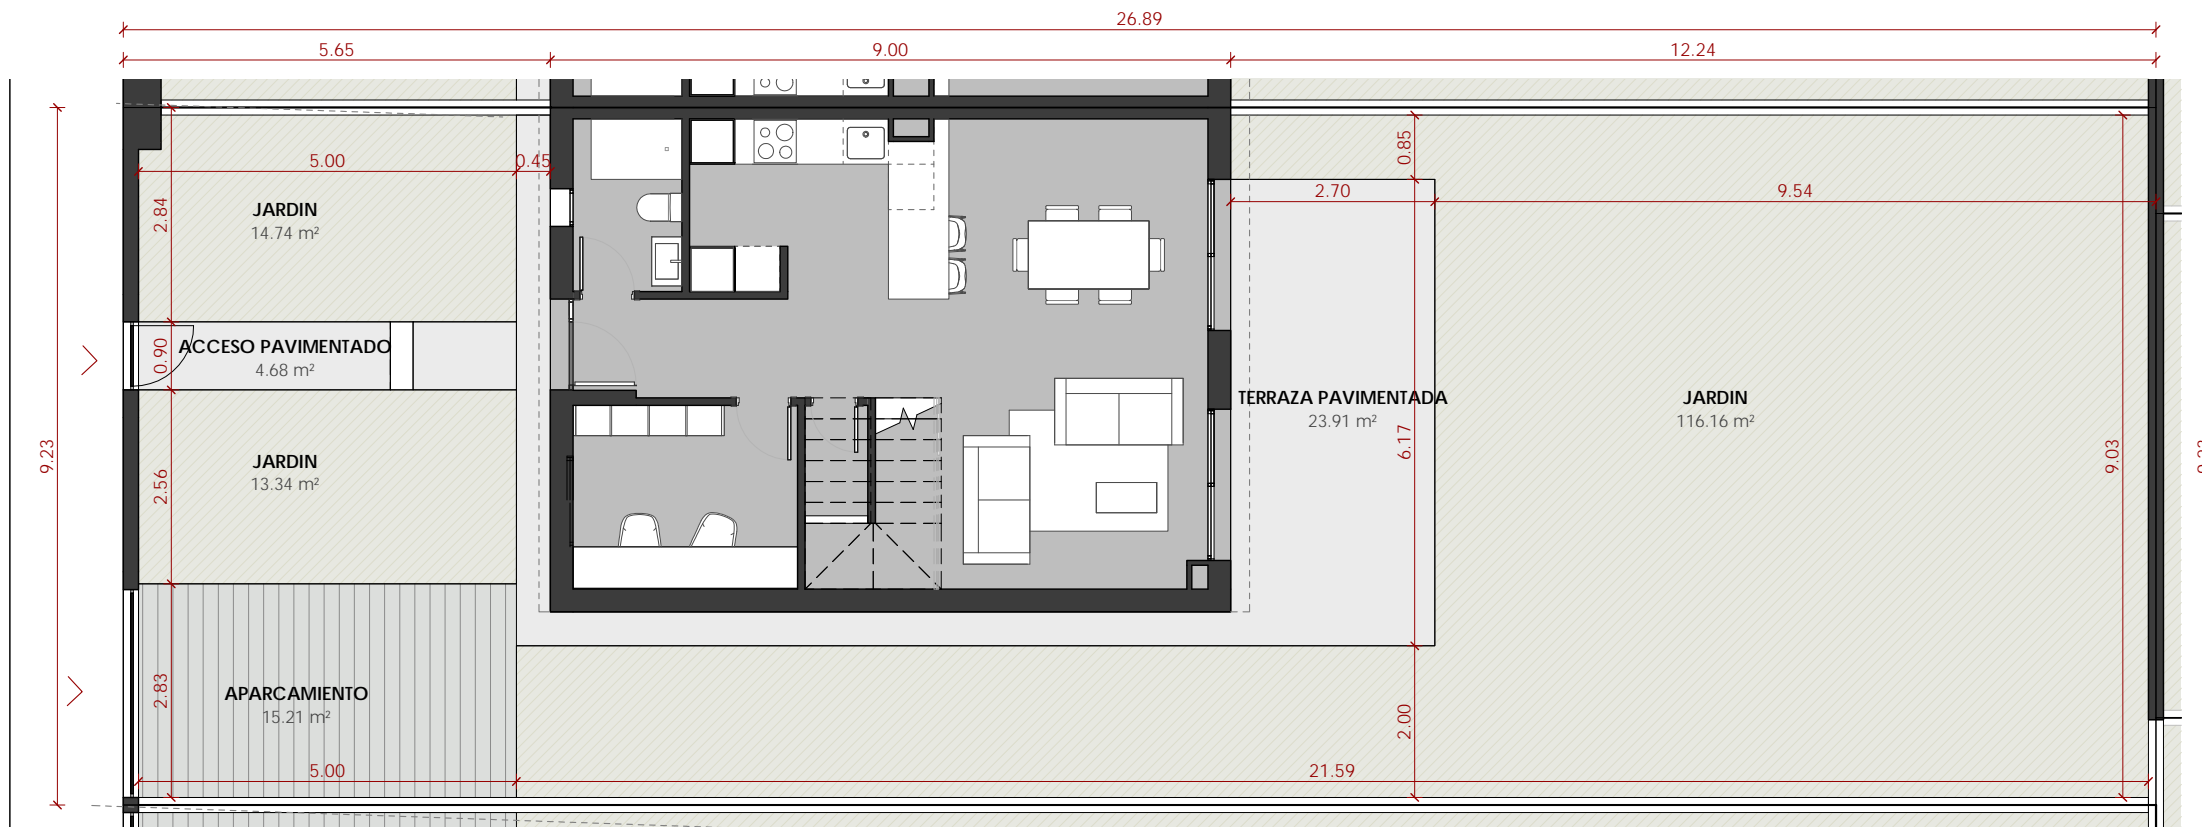 26.89
5.65
9.00
12.24
0.85
5.00
0.45
2.70
9.54
JARDIN
14.74 m²
2.84
ACCESO PAVIMENTADO
4.68 m²
0.90
TERRAZA PAVIMENTADA
23.91 m²
JARDIN
116.16 m²
6.17
9.23
9.03
JARDIN
13.34 m²
2.56
APARCAMIENTO
15.21 m²
2.83
2.00
5.00
21.59